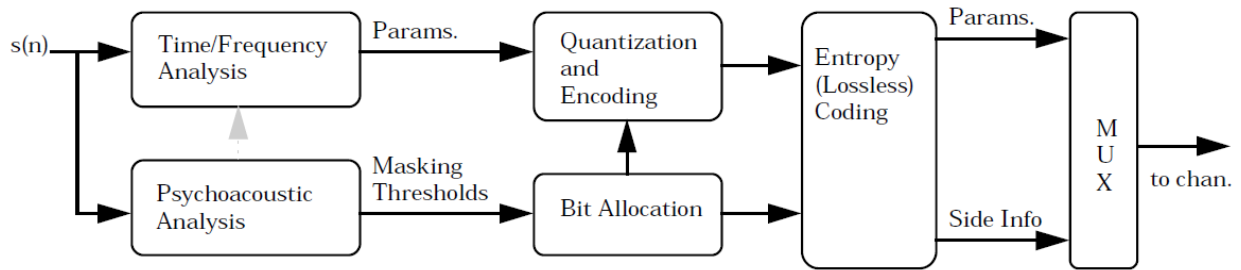 s(n)
Time/Frequency
Analysis
Params.
Quantization
and
Encoding
Entropy
(Lossless)
Coding
Params.
M
U
X
to chan.
Psychoacoustic
Analysis
Masking
Thresholds
Bit Allocation
Side Info